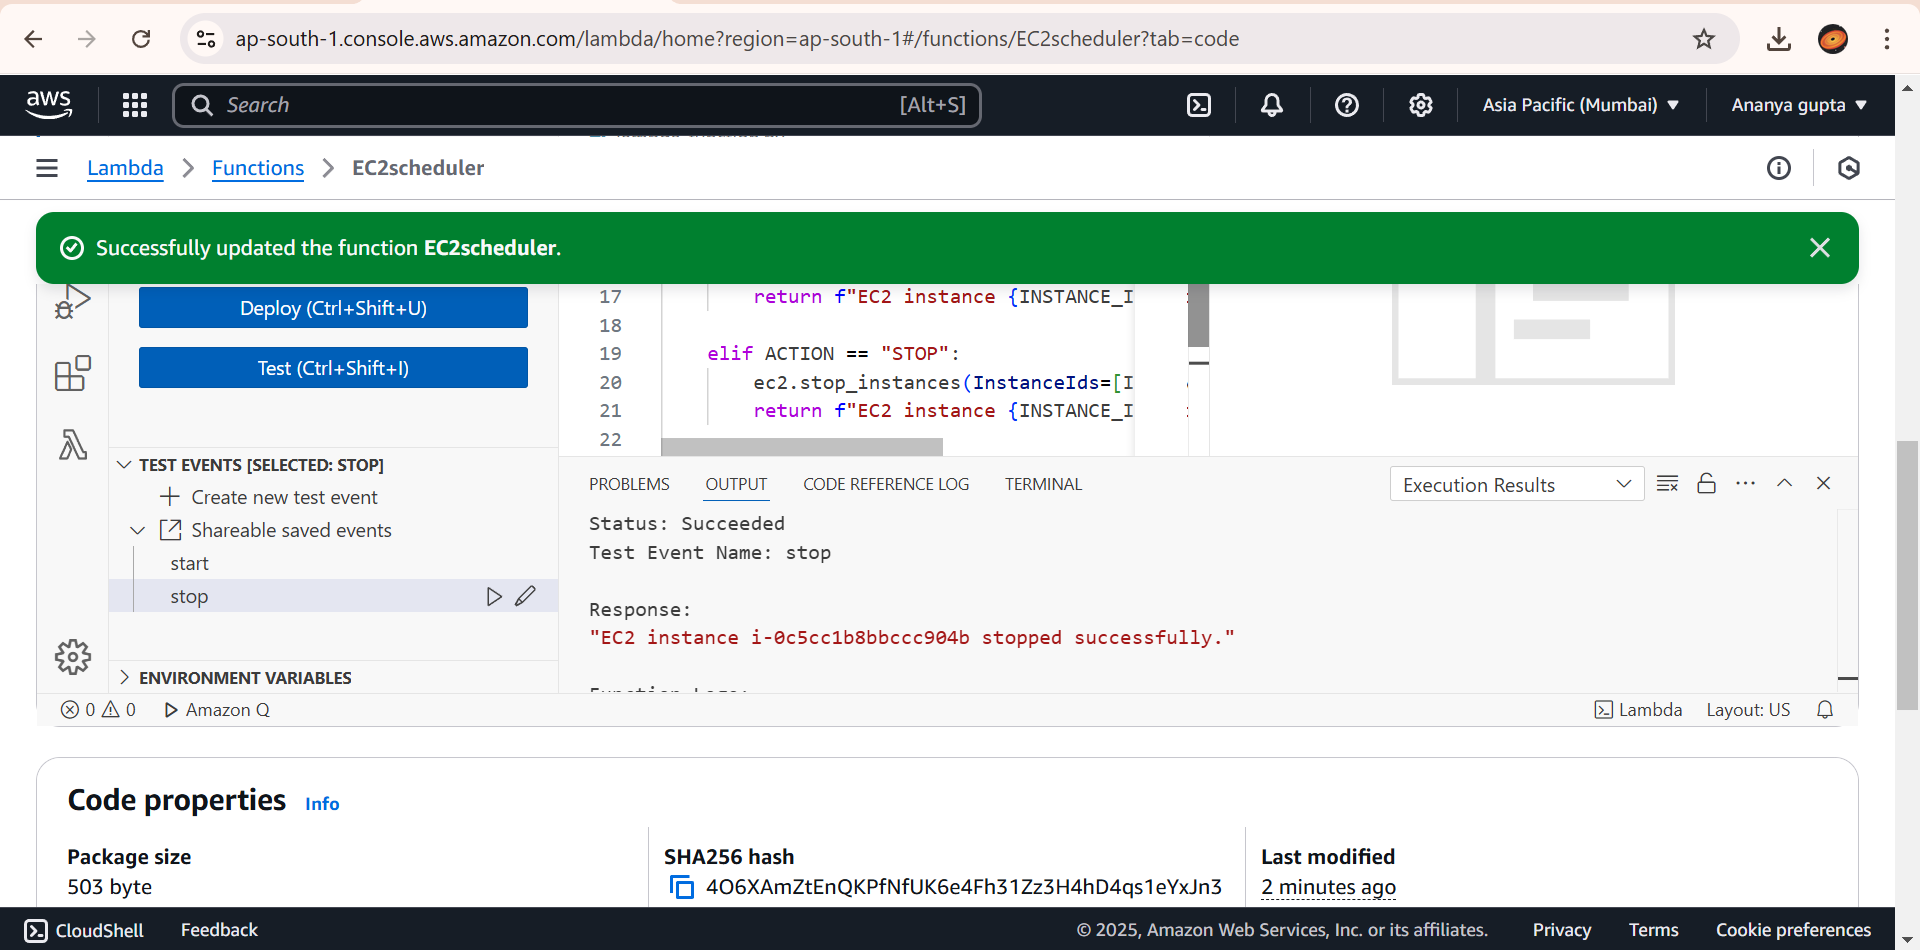 ap-south-1.console.aws.amazon.com/lambda/home?region=ap-south-1#/functions/EC2scheduler?tab=code
aws
Search
[Alt+S]
Asia Pacific (Mumbai)
Ananya gupta
Lambda
Functions
EC2scheduler
Successfully updated the function EC2scheduler.
Deploy (Ctrl+Shift+U)
Test (Ctrl+Shift+I)
17 return f"EC2 instance {INSTANCE_I
18
19 elif ACTION == "STOP":
20 ec2.stop_instances(InstanceIds=[I
21 return f"EC2 instance {INSTANCE_I
22
TEST EVENTS [SELECTED: STOP]
Create new test event
Shareable saved events
start
stop
ENVIRONMENT VARIABLES
PROBLEMS
OUTPUT
CODE REFERENCE LOG
TERMINAL
Execution Results
Status: Succeeded
Test Event Name: stop
Response:
"EC2 instance i-0c5cc1b8bbccc904b stopped successfully."
0 0
Amazon Q
Lambda
Layout: US
Code properties
Info
Package size
503 byte
SHA256 hash
4O6XAmZtEnQKPfNfUK6e4Fh31Zz3H4hD4qs1eYxJn3
Last modified
2 minutes ago
CloudShell
Feedback
© 2025, Amazon Web Services, Inc. or its affiliates.
Privacy
Terms
Cookie preferences